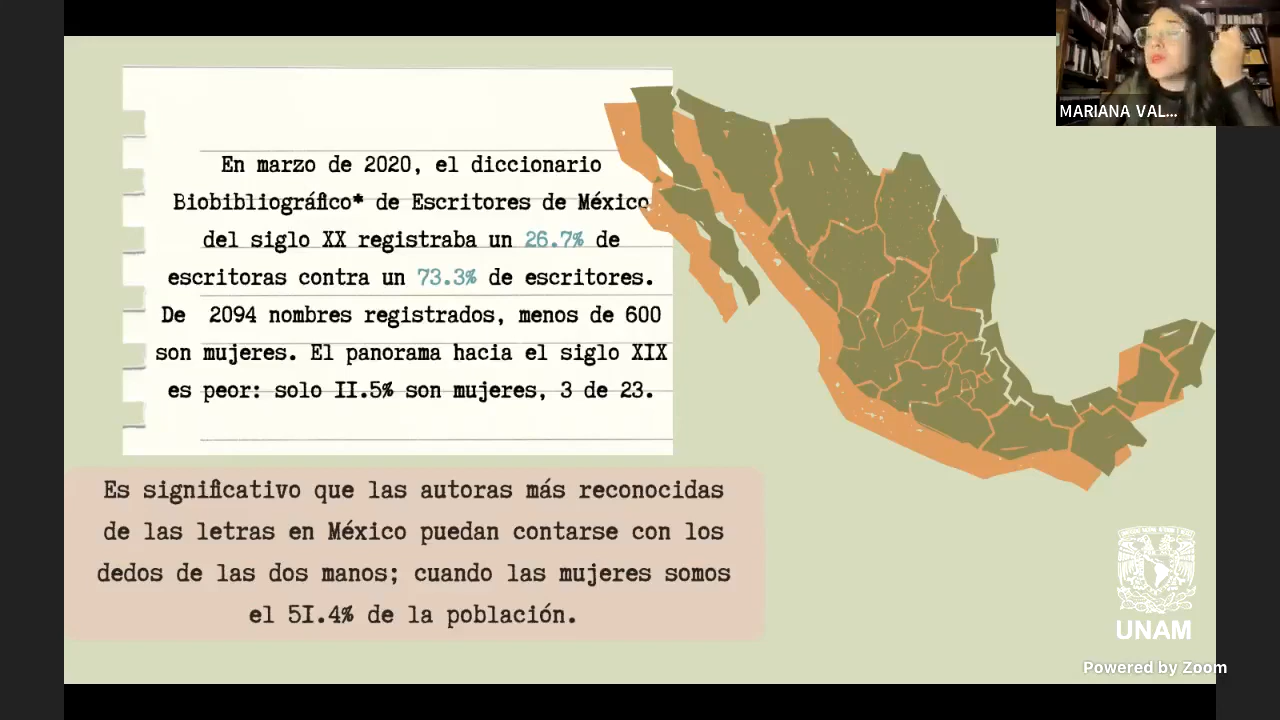 En marzo de 2020, el diccionario
Biobibliográfico* de Escritores de México
del siglo XX registraba un 26.7% de
escritoras contra un 73.3% de escritores.
De 2094 nombres registrados, menos de 600
son mujeres. El panorama hacia el siglo XIX
es peor: solo 11.5% son mujeres, 3 de 23.
Es significativo que las autoras más reconocidas
de las letras en México puedan contarse con los
dedos de las dos manos; cuando las mujeres somos
el 51.4% de la población.
MARIANA VAL...
UNAM
Powered by Zoom